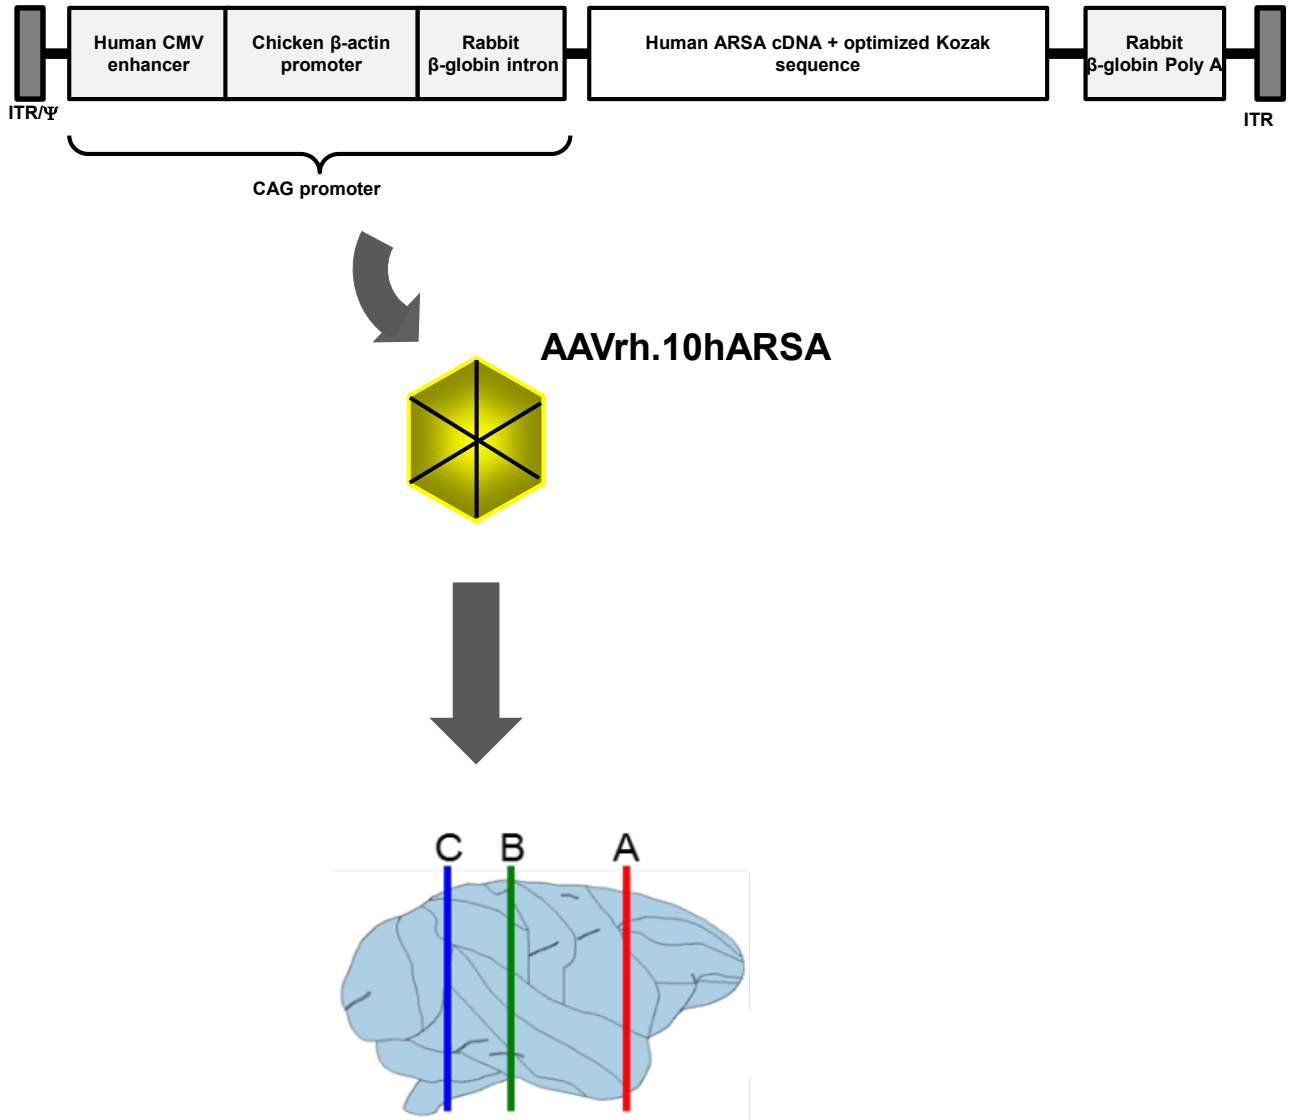 Human CMV
enhancer
Chicken β-actin
promoter
Rabbit
β-globin intron
Human ARSA cDNA + optimized Kozak
sequence
Rabbit
β-globin Poly A
ITR/Ψ
ITR
CAG promoter
AAVrh.10hARSA
C B A